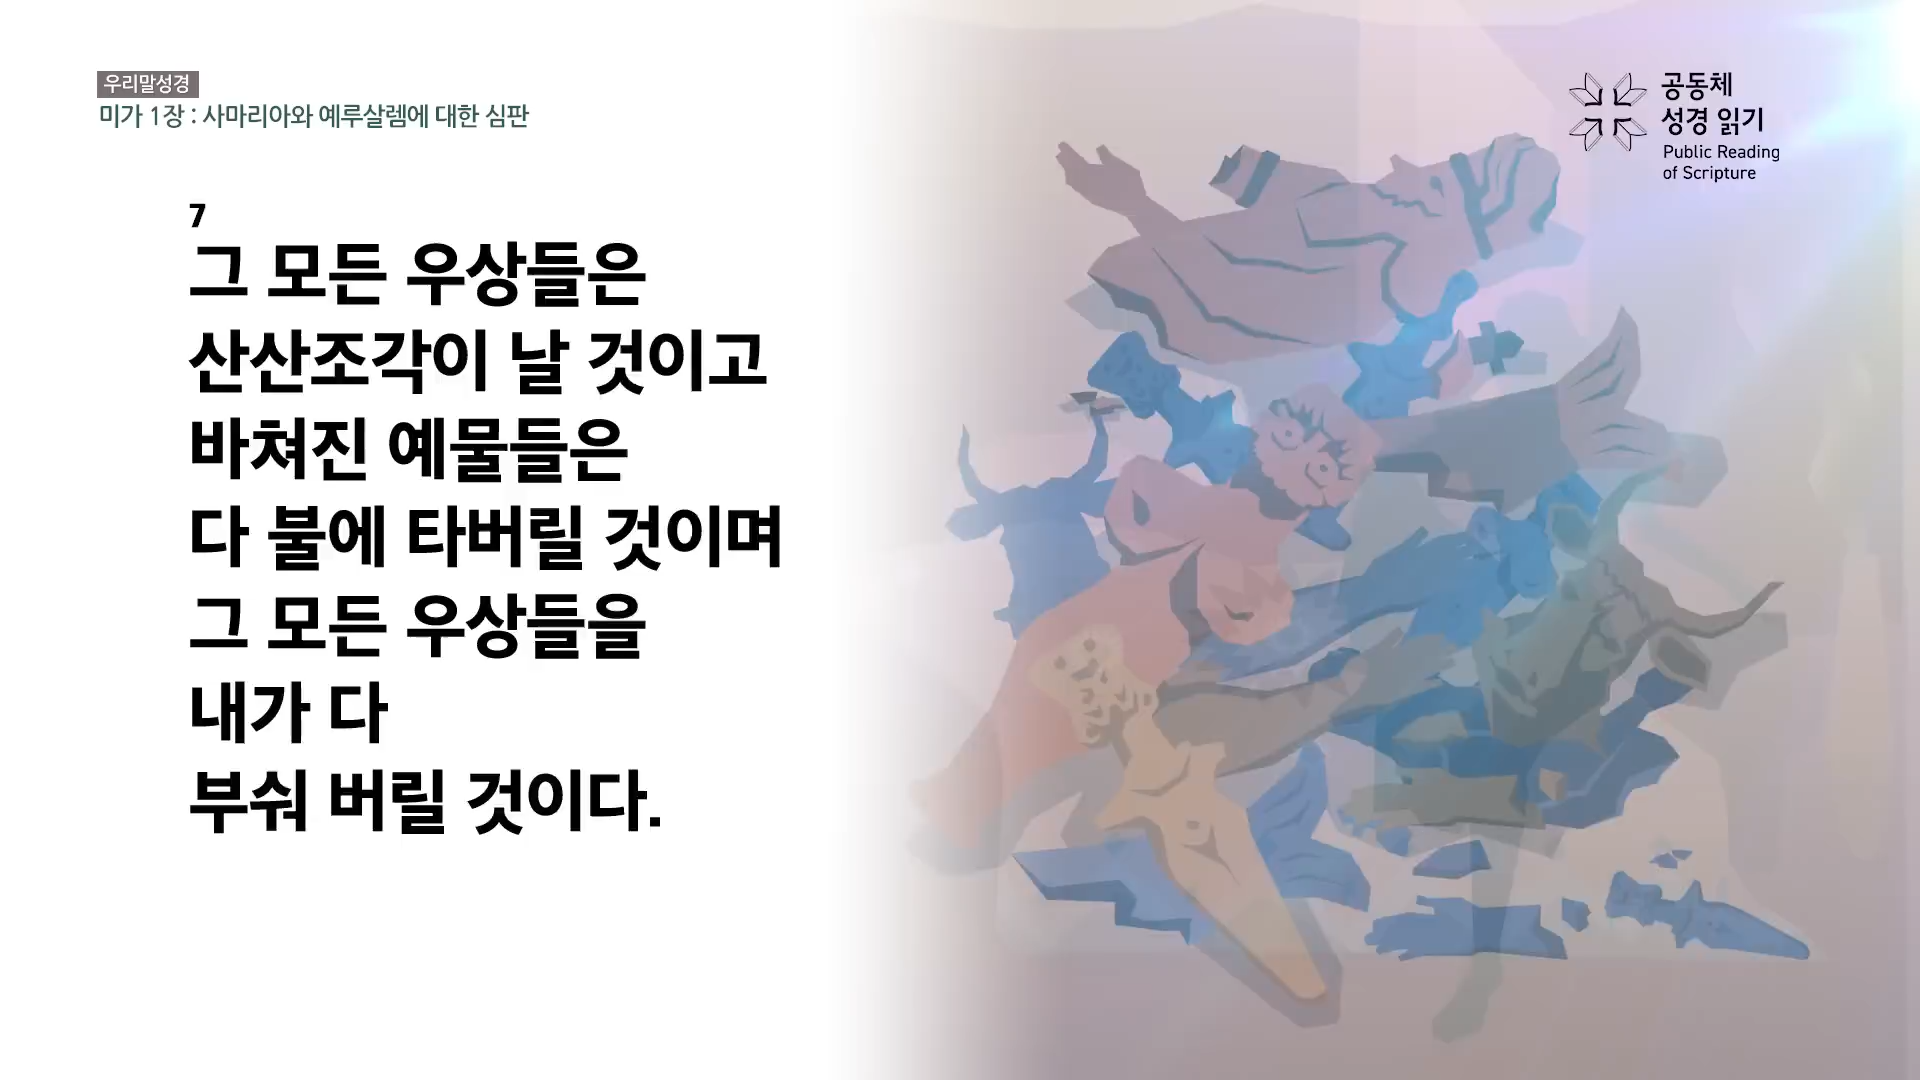 우리말성경
미가 1장 : 사마리아와 예루살렘에 대한 심판
공동체
성경 읽기
Public Reading
of Scripture
7
그 모든 우상들은
산산조각이 날 것이고
바쳐진 예물들은
다 불에 타버릴 것이며
그 모든 우상들을
내가 다
부숴 버릴 것이다.